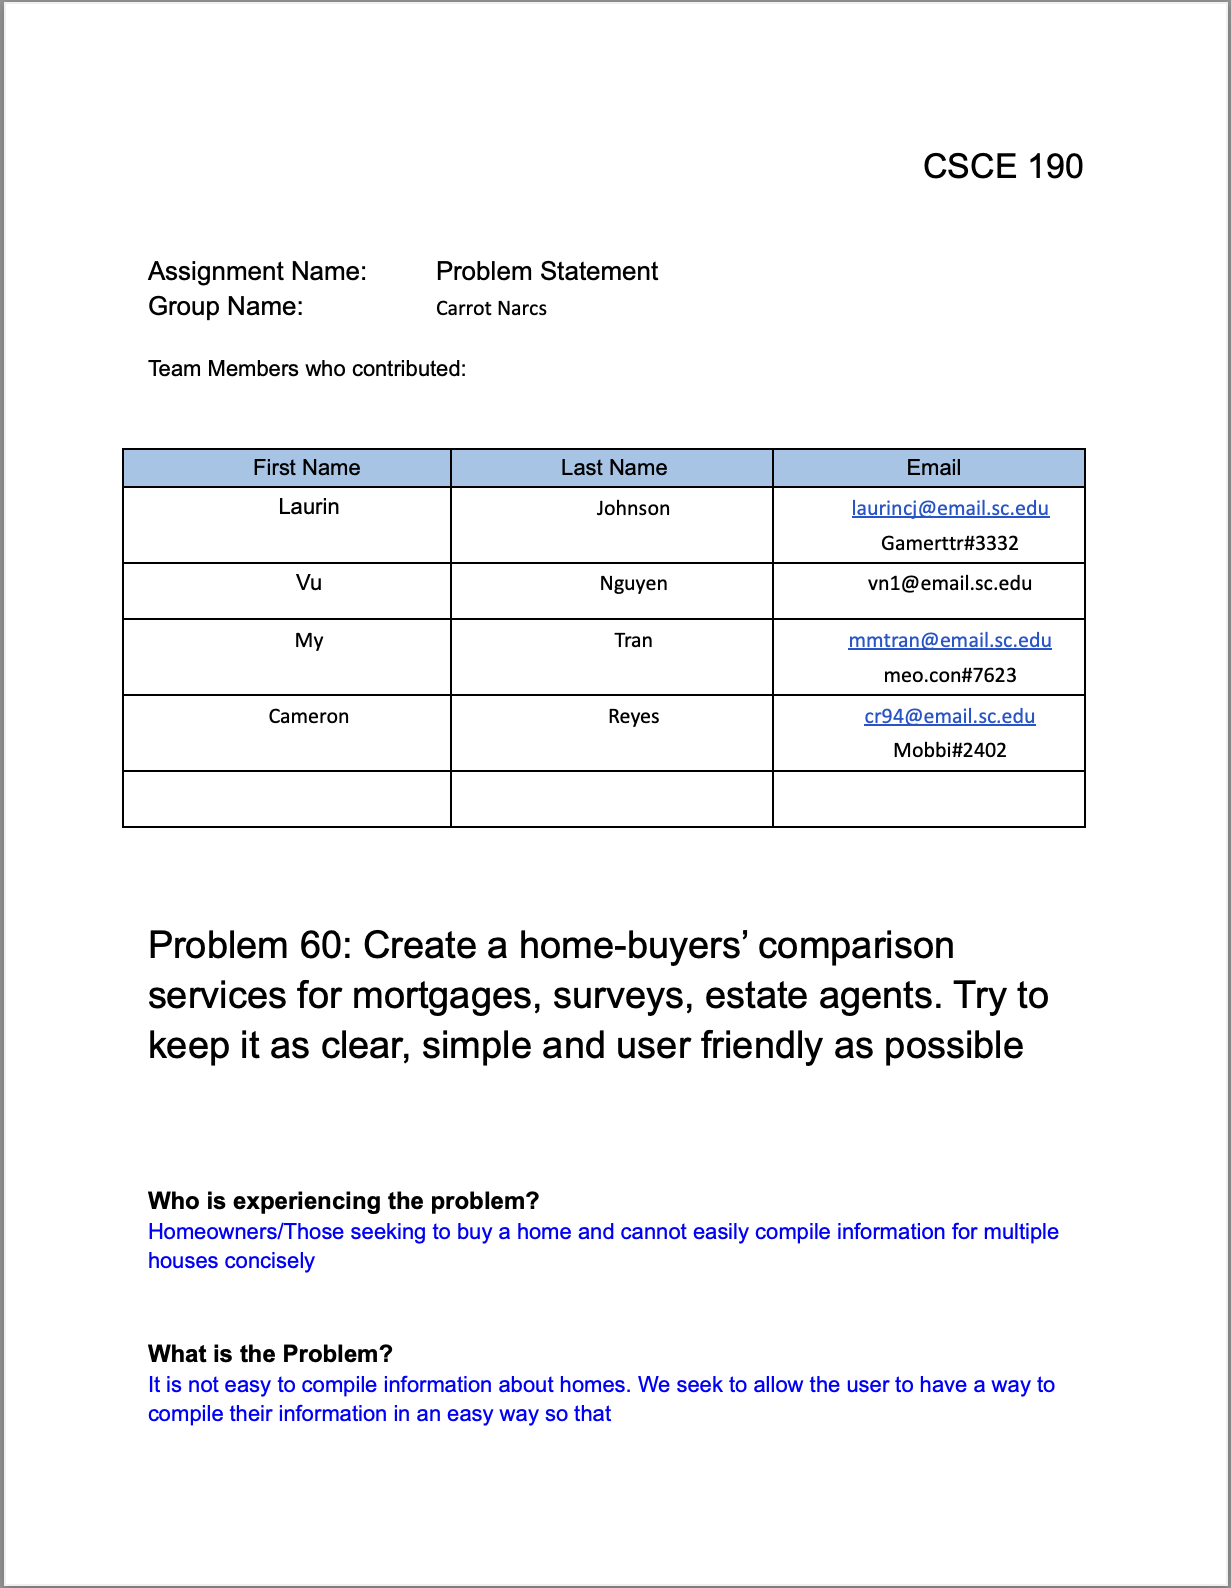 CSCE 190
Assignment Name: Problem Statement
Group Name: Carrot Narcs
Team Members who contributed:
First Name Last Name Email
Laurin Johnson laurincj@email.sc.edu
Gamerttr#3332
Vu Nguyen vn1@email.sc.edu
My Tran mmtran@email.sc.edu
meo.con#7623
Cameron Reyes cr94@email.sc.edu
Mobbi#2402
Problem 60: Create a home-buyers’ comparison
services for mortgages, surveys, estate agents. Try to
keep it as clear, simple and user friendly as possible
Who is experiencing the problem?
Homeowners/Those seeking to buy a home and cannot easily compile information for multiple
houses concisely
What is the Problem?
It is not easy to compile information about homes. We seek to allow the user to have a way to
compile their information in an easy way so that